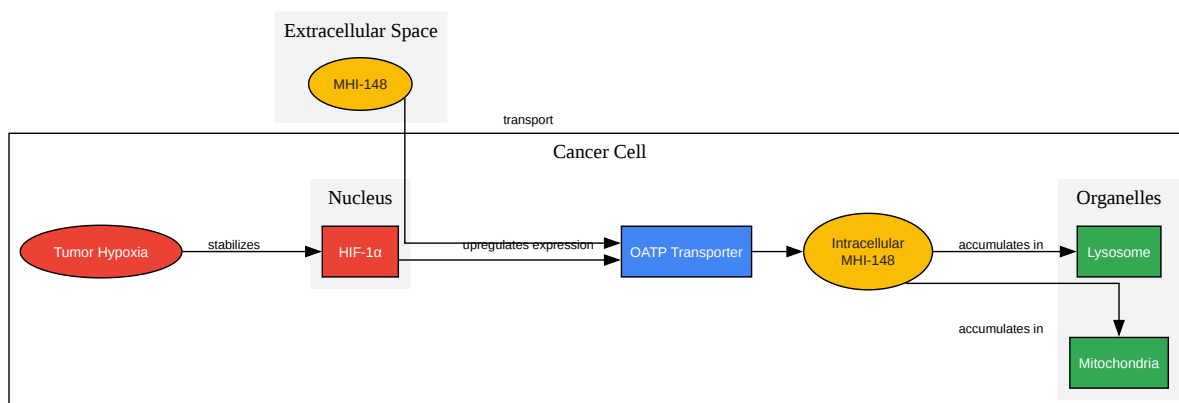 Extracellular Space
MHI-148
transport
Cancer Cell
Nucleus
Organelles
Tumor Hypoxia
stabilizes
HIF-1α
upregulates expression
OATP Transporter
Intracellular
MHI-148
accumulates in
Lysosome
accumulates in
Mitochondria